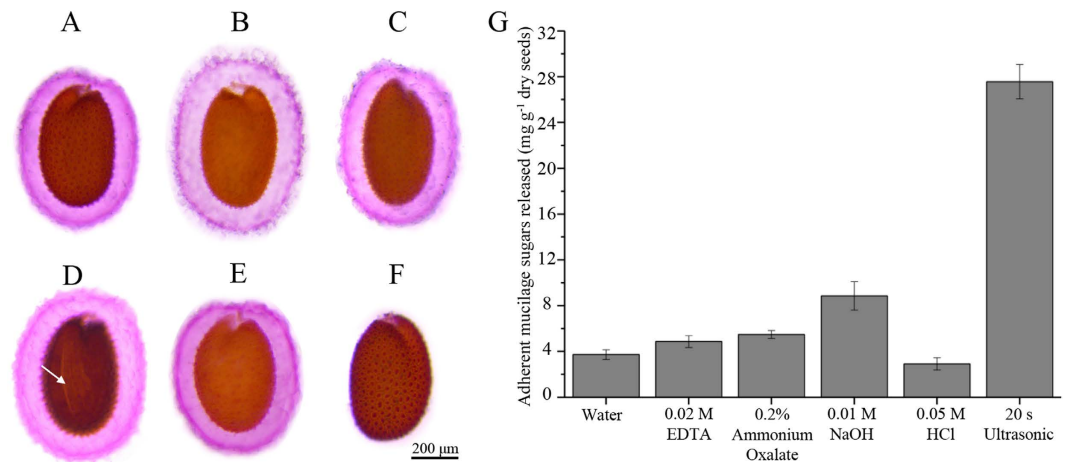 A
B
C
D
E
F
200 μm
G
Adherent mucilage sugars released (mg g⁻¹ dry seeds)
32
28
24
20
16
12
8
4
0
Water
0.02 M
EDTA
0.2%
Ammonium
Oxalate
0.01 M
NaOH
0.05 M
HCl
20 s
Ultrasonic